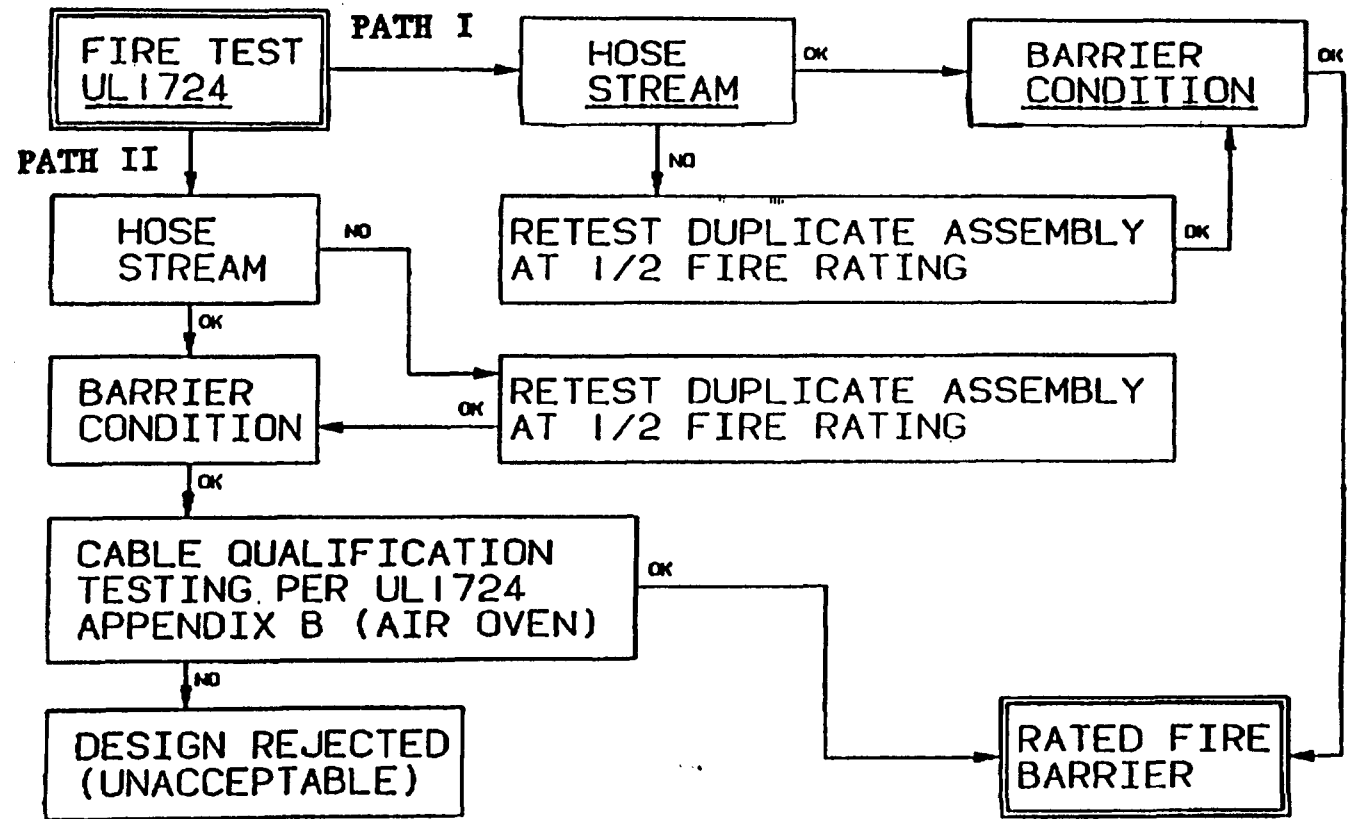 PATH I
FIRE TEST
UL1724
HOSE
STREAM
OK
BARRIER
CONDITION
OK
PATH II
NO
RETEST DUPLICATE ASSEMBLY
AT 1/2 FIRE RATING
OK
HOSE
STREAM
NO
OK
BARRIER
CONDITION
RETEST DUPLICATE ASSEMBLY
AT 1/2 FIRE RATING
OK
OK
CABLE QUALIFICATION
TESTING PER UL1724
APPENDIX B (AIR OVEN)
OK
NO
DESIGN REJECTED
(UNACCEPTABLE)
RATED FIRE
BARRIER